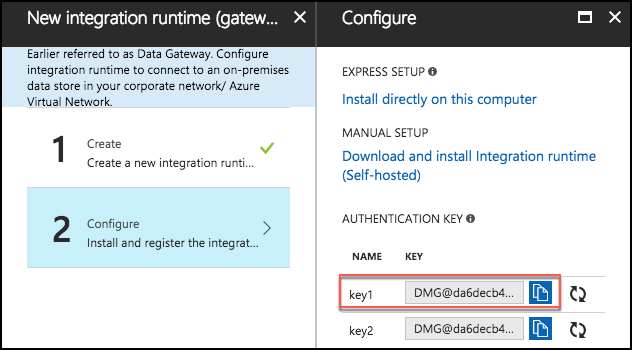 New integration runtime (gatew...
Earlier referred to as Data Gateway. Configure
integration runtime to connect to an on-premises
data store in your corporate network/ Azure
Virtual Network.
1
Create
Create a new integration runti...
2
Configure
Install and register the integrat...
Configure
EXPRESS SETUP
Install directly on this computer
MANUAL SETUP
Download and install Integration runtime
(Self-hosted)
AUTHENTICATION KEY
NAME KEY
key1 DMG@da6decb4...
key2 DMG@da6decb4...